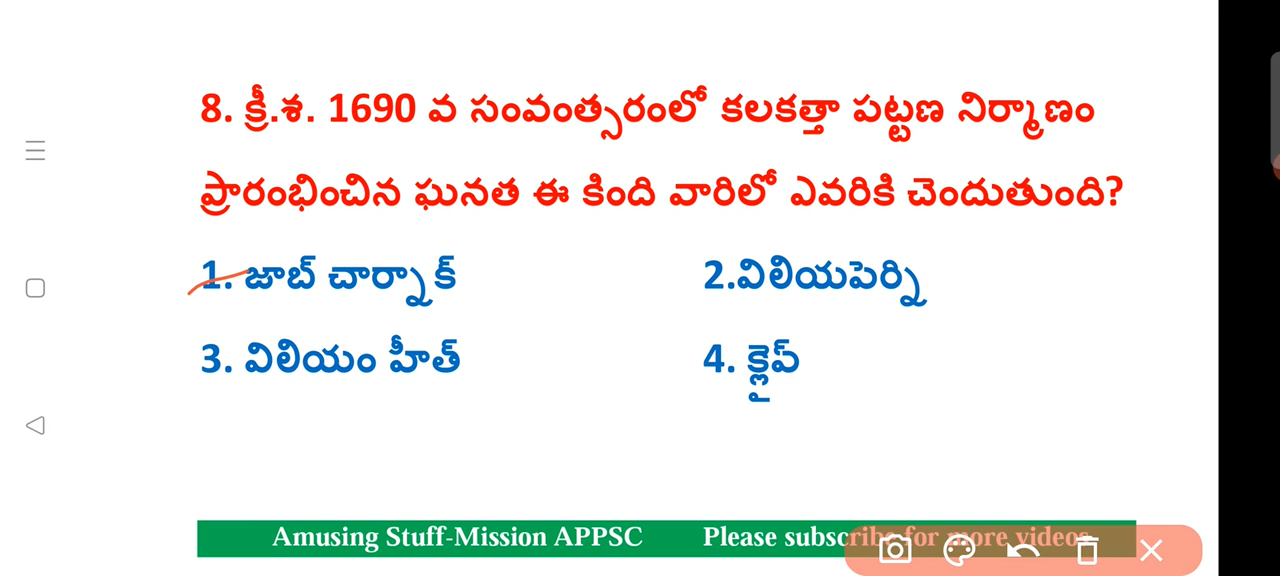 8. క్రీ.శ. 1690 వ సంవంత్సరంలో కలకత్తా పట్టణ నిర్మాణం
ప్రారంభించిన ఘనత ఈ కింది వారిలో ఎవరికి చెందుతుంది?
1. జాబ్ చార్నాక్ 2.విలియపెర్ని
3. విలియం హీత్ 4. క్లైప్
Amusing Stuff-Mission APPSC Please subscribe for more videos